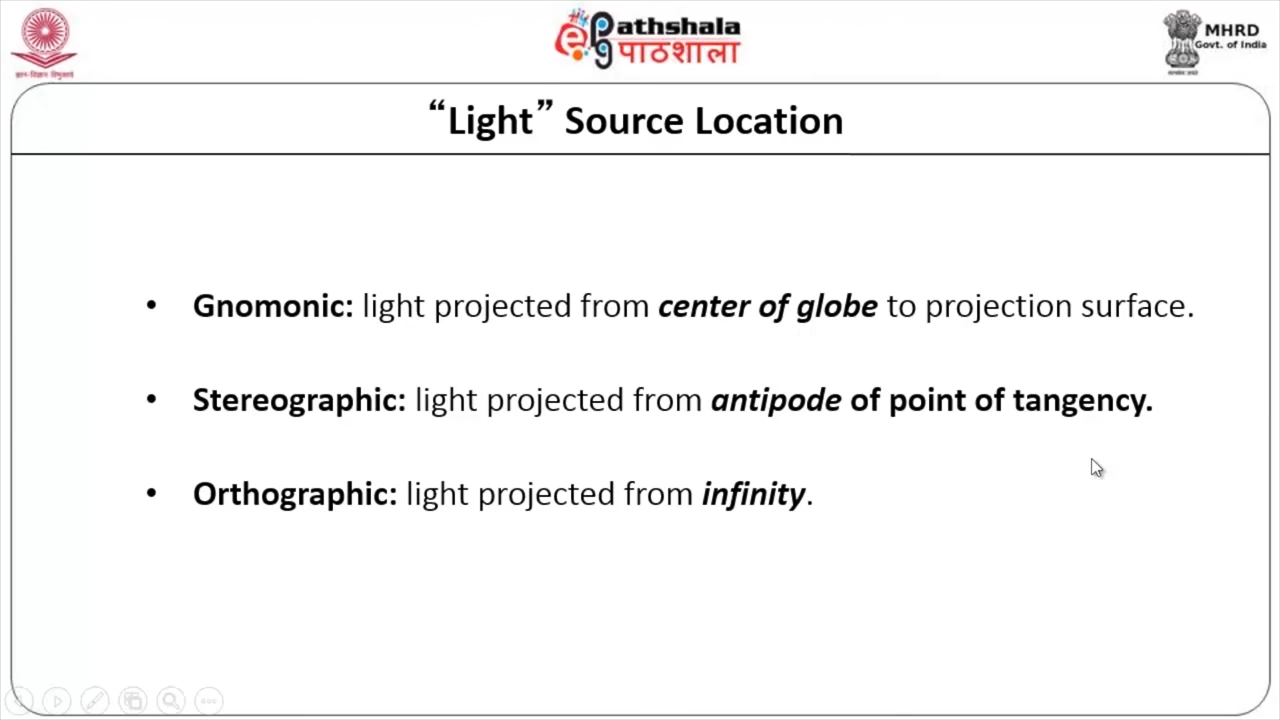 ePathshala
पाठशाला
MHRD
Govt. of India
“Light” Source Location
• Gnomonic: light projected from center of globe to projection surface.
• Stereographic: light projected from antipode of point of tangency.
• Orthographic: light projected from infinity.